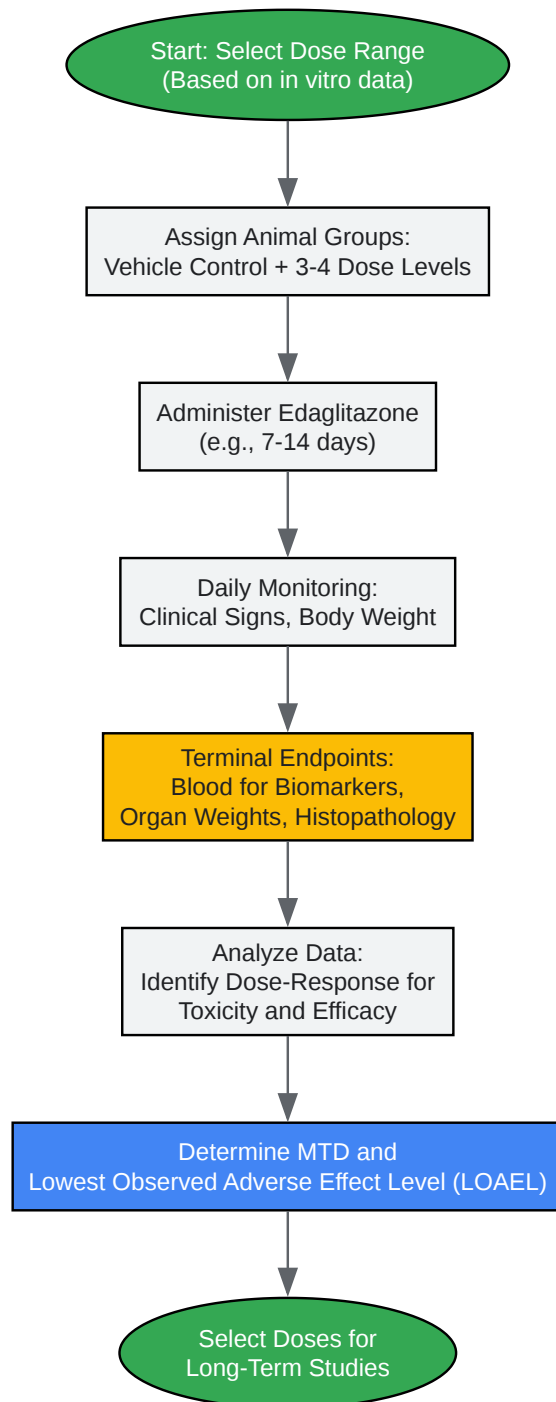 Start: Select Dose Range
(Based on in vitro data)
Assign Animal Groups:
Vehicle Control + 3-4 Dose Levels
Administer Edaglitazone
(e.g., 7-14 days)
Daily Monitoring:
Clinical Signs, Body Weight
Terminal Endpoints:
Blood for Biomarkers,
Organ Weights, Histopathology
Analyze Data:
Identify Dose-Response for
Toxicity and Efficacy
Determine MTD and
Lowest Observed Adverse Effect Level (LOAEL)
Select Doses for
Long-Term Studies